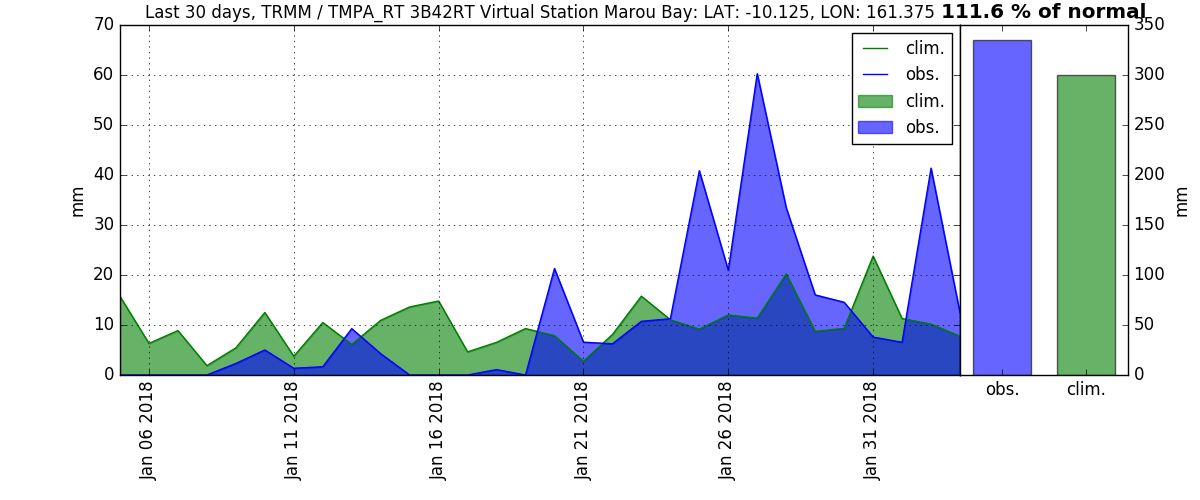 Last 30 days, TRMM / TMPA_RT 3B42RT Virtual Station Marou Bay: LAT: -10.125, LON: 161.375 111.6 % of normal
70
60
50
40
30
20
10
0
mm
clim.
obs.
clim.
obs.
Jan 06 2018
Jan 11 2018
Jan 16 2018
Jan 21 2018
Jan 26 2018
Jan 31 2018
350
300
250
200
150
100
50
0
mm
obs.
clim.